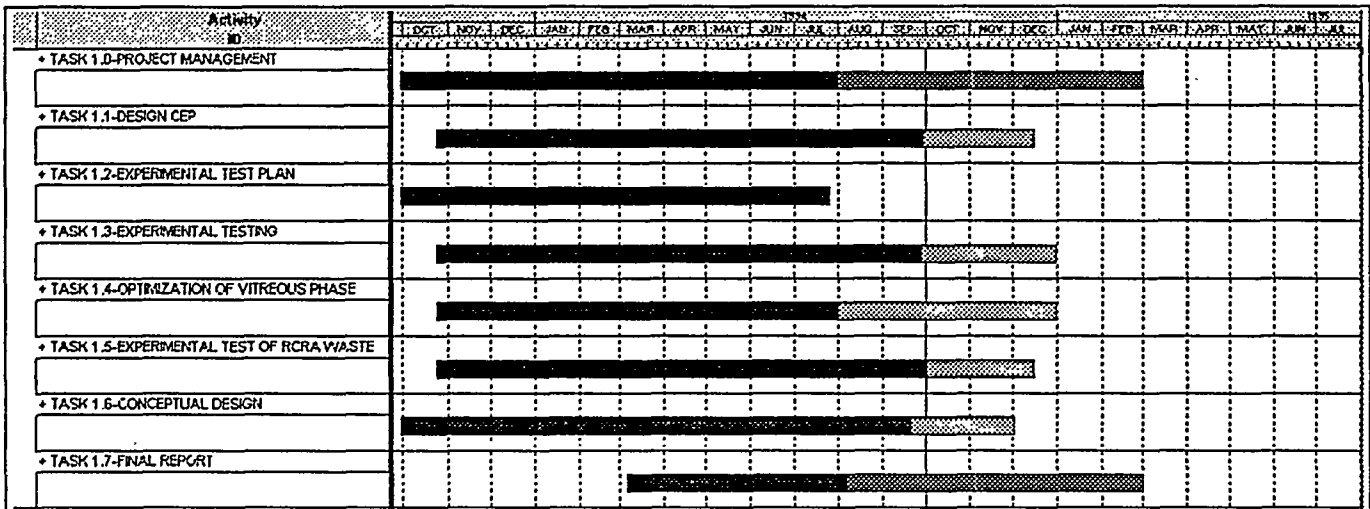 Activity
ID
1994
1995
OCT NOV DEC JAN FEB MAR APR MAY JUN JUL AUG SEP OCT NOV DEC JAN FEB MAR APR MAY JUN JUL
+ TASK 1.0-PROJECT MANAGEMENT
+ TASK 1.1-DESIGN CEP
+ TASK 1.2-EXPERIMENTAL TEST PLAN
+ TASK 1.3-EXPERIMENTAL TESTING
+ TASK 1.4-OPTIMIZATION OF VITREOUS PHASE
+ TASK 1.5-EXPERIMENTAL TEST OF RCRA WASTE
+ TASK 1.6-CONCEPTUAL DESIGN
+ TASK 1.7-FINAL REPORT